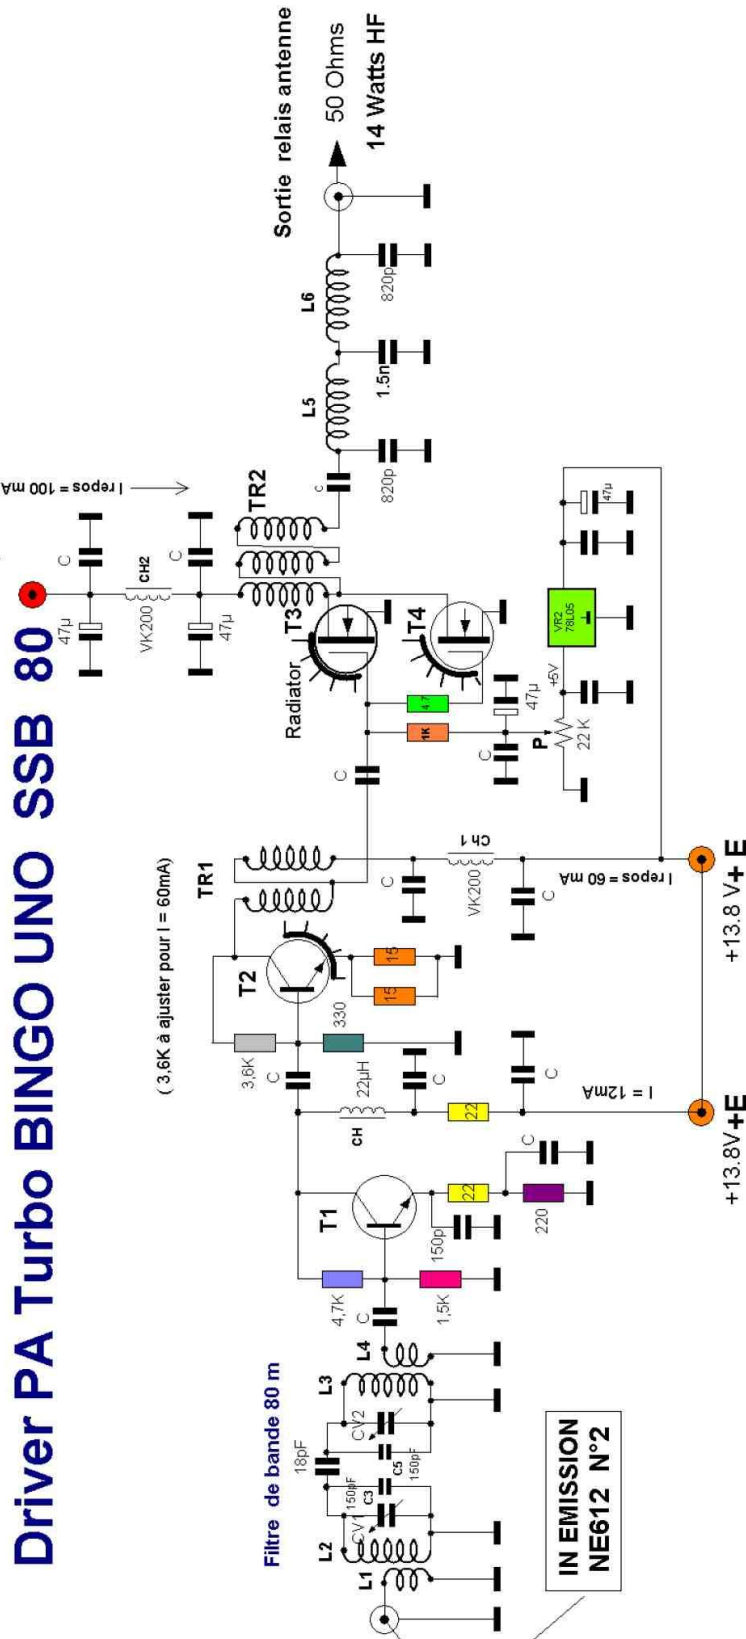 Driver PA Turbo BINGO UNO SSB 80
I repos = 100 mA
47µ
C
CH2
VK200
47µ
C
Sortie relais antenne
50 Ohms
14 Watts HF
TR2
L5
L6
c
820p
1.5n
820p
T3
Radiator
T4
4.7
1K
C
47µ
C
P
22 K
+5V
VR2
78L05
47µ
( 3,6K à ajuster pour I = 60mA)
TR1
T2
3,6K
330
15
15
C
22µH
CH
C
22
C
I = 12mA
C
VK200
Ch 1
C
I repos = 60 mA
+13.8 V+ E
+13.8V+E
T1
4,7K
1,5K
C
150p
22
220
C
Filtre de bande 80 m
18pF
L1
L2
L3
L4
CV1
CV2
150pF
C3
C5
150pF
IN EMISSION
NE612 N°2